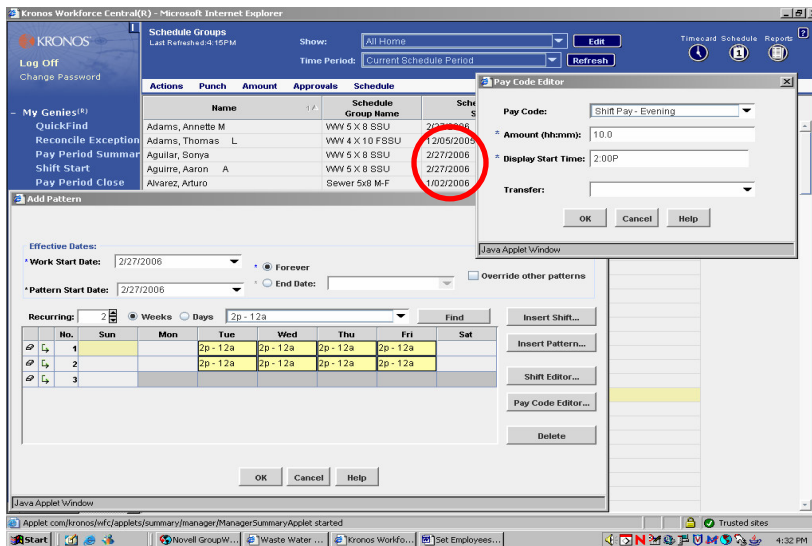 Kronos Workforce Central(R) - Microsoft Internet Explorer
KRONOS
Log Off
Change Password
Schedule Groups
Last Refreshed: 4:15PM
Show: All Home
Edit
Time Period: Current Schedule Period
Refresh
Timecard Schedule Reports
Actions Punch Amount Approvals Schedule
- My Genies(R)
QuickFind
Reconcile Exception
Pay Period Summar
Shift Start
Pay Period Close
Name 1 Schedule Group Name Sche S
Adams, Annette M WW 5 X 8 SSU 2/27/2006
Adams, Thomas L WW 4 X 10 FSSU 12/05/2005
Aguilar, Sonya WW 5 X 8 SSU 2/27/2006
Aguirre, Aaron A WW 5 X 8 SSU 2/27/2006
Alvarez, Arturo Sewer 5x8 M-F 1/02/2006
Pay Code Editor
Pay Code: Shift Pay - Evening
* Amount (hh:mm): 10.0
* Display Start Time: 2:00P
Transfer:
OK Cancel Help
Java Applet Window
Add Pattern
Effective Dates:
* Work Start Date: 2/27/2006
* Forever
* End Date:
Override other patterns
* Pattern Start Date: 2/27/2006
Recurring: 2 Weeks Days 2p - 12a Find
Insert Shift...
Insert Pattern...
Shift Editor...
Pay Code Editor...
Delete
No. Sun Mon Tue Wed Thu Fri Sat
1 2p - 12a 2p - 12a 2p - 12a 2p - 12a
2 2p - 12a 2p - 12a 2p - 12a 2p - 12a
3
OK Cancel Help
Java Applet Window
Applet com/kronos/wfc/applets/summary/manager/ManagerSummaryApplet started
Trusted sites
Start
Novell GroupW...
Waste Water ...
Kronos Workfo...
Set Employees...
4:32 PM